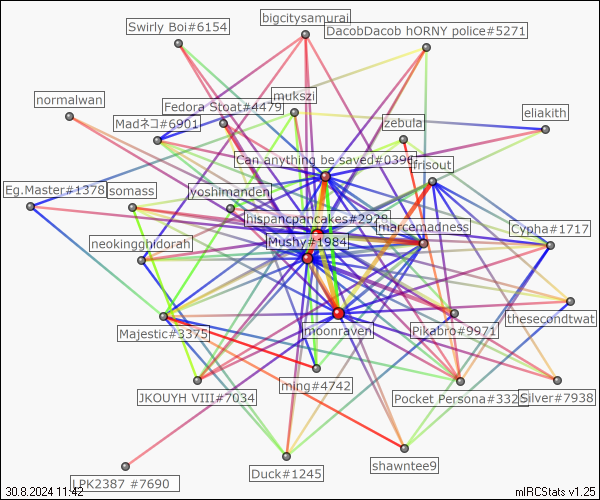 bigcitysamurai
Swirly Boi#6154
DacobDacob hORNY police#5271
normalwan
mukszi
Fedora Stoat#4479
eliakith
Madネコ#6901
zebula
Can anything be saved#0396
frisout
Eg.Master#1378
somass
yoshimanden
hispancpancakes#2928
marcemadness
Cypha#1717
neokingghidorah
Mushy#1984
thesecondtwat
Majestic#3375
moonraven
Pikabro#9971
ming#4742
JKOUYH VIII#7034
Pocket Persona#3325
Silver#7938
shawntee9
Duck#1245
LPK2387 #7690
30.8.2024 11:42
mIRCStats v1.25